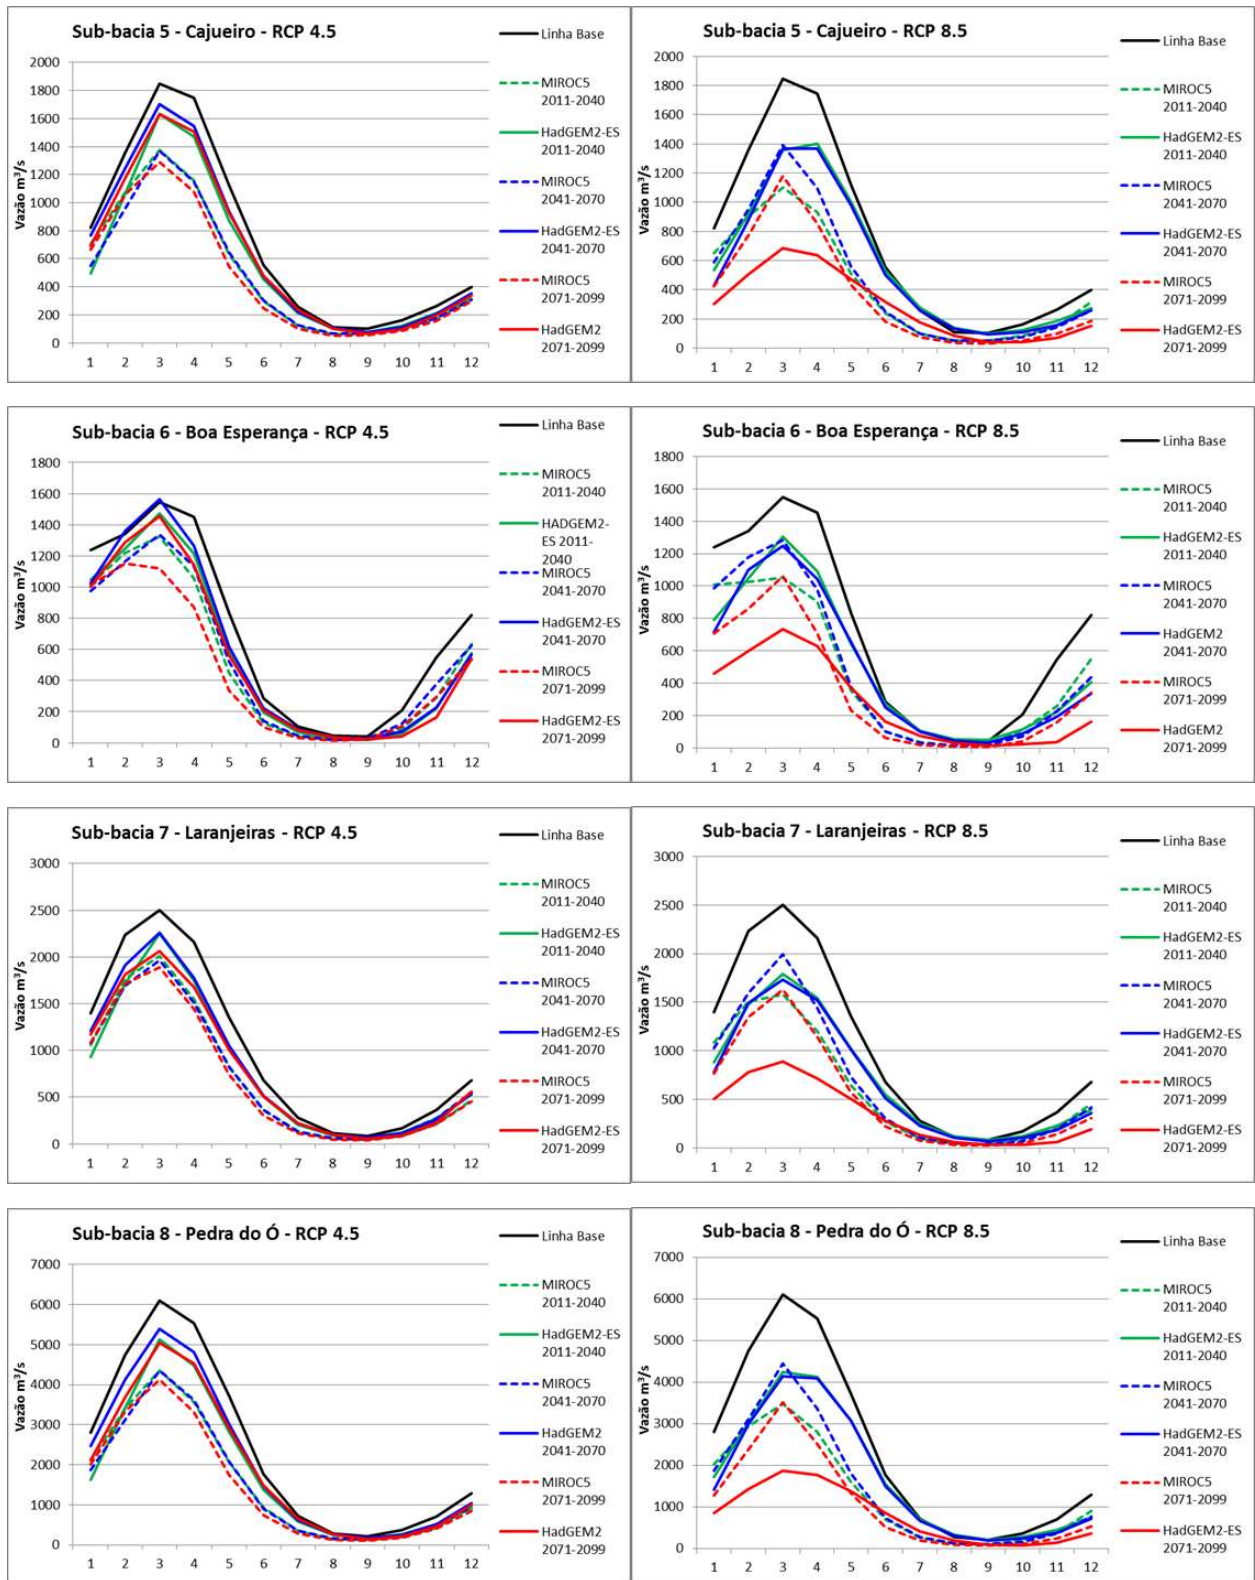 Sub-bacia 5 - Cajueiro - RCP 4.5
Vazão m³/s
2000
1800
1600
1400
1200
1000
800
600
400
200
0
1 2 3 4 5 6 7 8 9 10 11 12
Linha Base
MIROC5
2011-2040
HadGEM2-ES
2011-2040
MIROC5
2041-2070
HadGEM2-ES
2041-2070
MIROC5
2071-2099
HadGEM2
2071-2099
Sub-bacia 5 - Cajueiro - RCP 8.5
Vazão m³/s
2000
1800
1600
1400
1200
1000
800
600
400
200
0
1 2 3 4 5 6 7 8 9 10 11 12
Linha Base
MIROC5
2011-2040
HadGEM2-ES
2011-2040
MIROC5
2041-2070
HadGEM2-ES
2041-2070
MIROC5
2071-2099
HadGEM2-ES
2071-2099
Sub-bacia 6 - Boa Esperança - RCP 4.5
Vazão m³/s
1800
1600
1400
1200
1000
800
600
400
200
0
1 2 3 4 5 6 7 8 9 10 11 12
Linha Base
MIROC5
2011-2040
HADGEM2-
ES 2011-
2040
MIROC5
2041-2070
HadGEM2-ES
2041-2070
MIROC5
2071-2099
HadGEM2-ES
2071-2099
Sub-bacia 6 - Boa Esperança - RCP 8.5
Vazão m³/s
1800
1600
1400
1200
1000
800
600
400
200
0
1 2 3 4 5 6 7 8 9 10 11 12
Linha Base
MIROC5
2011-2040
HadGEM2-ES
2011-2040
MIROC5
2041-2070
HadGEM2
2041-2070
MIROC5
2071-2099
HadGEM2
2071-2099
Sub-bacia 7 - Laranjeiras - RCP 4.5
Vazão m³/s
3000
2500
2000
1500
1000
500
0
1 2 3 4 5 6 7 8 9 10 11 12
Linha Base
MIROC5
2011-2040
HadGEM2-ES
2011-2040
MIROC5
2041-2070
HadGEM2-ES
2041-2070
MIROC5
2071-2099
HadGEM2-ES
2071-2099
Sub-bacia 7 - Laranjeiras - RCP 8.5
Vazão m³/s
3000
2500
2000
1500
1000
500
0
1 2 3 4 5 6 7 8 9 10 11 12
Linha Base
MIROC5
2011-2040
HadGEM2-ES
2011-2040
MIROC5
2041-2070
HadGEM2-ES
2041-2070
MIROC5
2071-2099
HadGEM2-ES
2071-2099
Sub-bacia 8 - Pedra do Ó - RCP 4.5
Vazão m³/s
7000
6000
5000
4000
3000
2000
1000
0
1 2 3 4 5 6 7 8 9 10 11 12
Linha Base
MIROC5
2011-2040
HadGEM2-ES
2011-2040
MIROC5
2041-2070
HadGEM2
2041-2070
MIROC5
2071-2099
HadGEM2
2071-2099
Sub-bacia 8 - Pedra do Ó - RCP 8.5
Vazão m³/s
7000
6000
5000
4000
3000
2000
1000
0
1 2 3 4 5 6 7 8 9 10 11 12
Linha Base
MIROC5
2011-2040
HadGEM2-ES
2011-2040
MIROC5
2041-2070
HadGEM2-ES
2041-2070
MIROC5
2071-2099
HadGEM2-ES
2071-2099